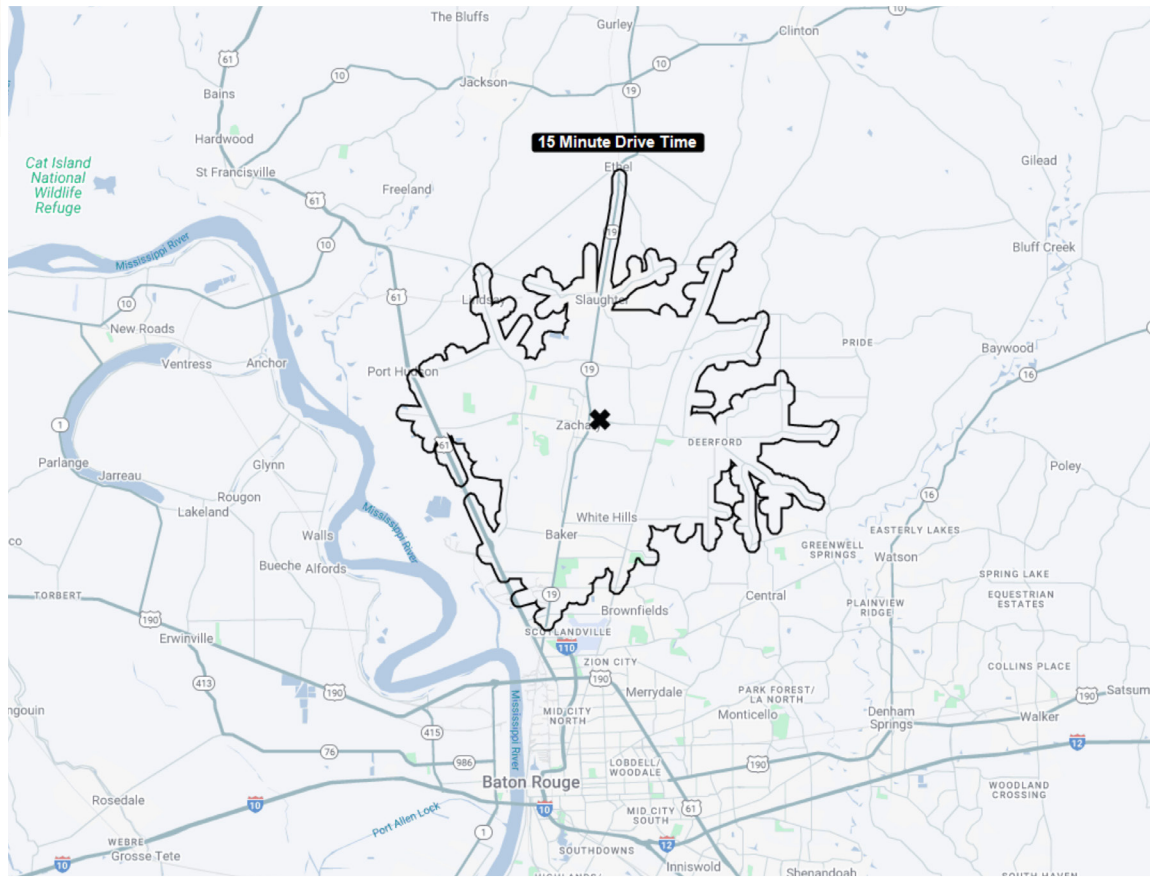 The Bluffs
Gurley
10
Clinton
61
10
10
Jackson
19
Bains
Hardwood
15 Minute Drive Time
Cat Island
National
Wildlife
Refuge
St Francisville
Ethel
Gilead
Freeland
61
19
10
Bluff Creek
Mississippi River
61
Lindsay
Slaughter
10
New Roads
PRIDE
Baywood
Ventress
Anchor
Port Hudson
19
16
1
Zachary
61
DEERFORD
Parlange
Glynn
Poley
Jarreau
Rougon
16
Lakeland
Mississippi River
White Hills
EASTERLY LAKES
Walls
Baker
GREENWELL
SPRINGS
Watson
co
Bueche
Alfords
SPRING LAKE
TORBERT
19
Central
EQUESTRIAN
ESTATES
190
Brownfields
PLAINVIEW
RIDGE
Erwinville
SCOTLANDVILLE
110
ZION CITY
COLLINS PLACE
413
190
190
Merrydale
PARK FOREST/
LA NORTH
190
Satsum
ngouin
Mississippi River
MID CITY
NORTH
Monticello
Denham
Springs
Walker
415
12
76
986
190
LOBDELL/
WOODALE
Baton Rouge
WOODLAND
CROSSING
Rosedale
10
Port Allen Lock
10
MID CITY
SOUTH
61
1
WEBRE
Grosse Tete
12
SOUTHDOWNS
10
Inniswold
Shenandoah
HIGHLANDS/
SOUTH HAVEN